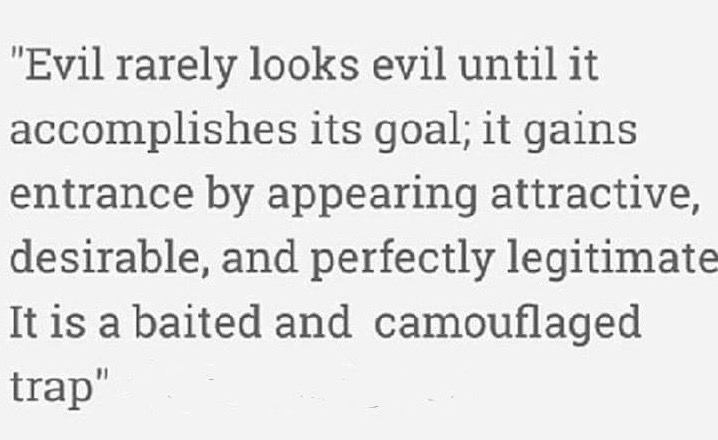 "Evil rarely looks evil until it
accomplishes its goal; it gains
entrance by appearing attractive,
desirable, and perfectly legitimate
It is a baited and camouflaged
trap"